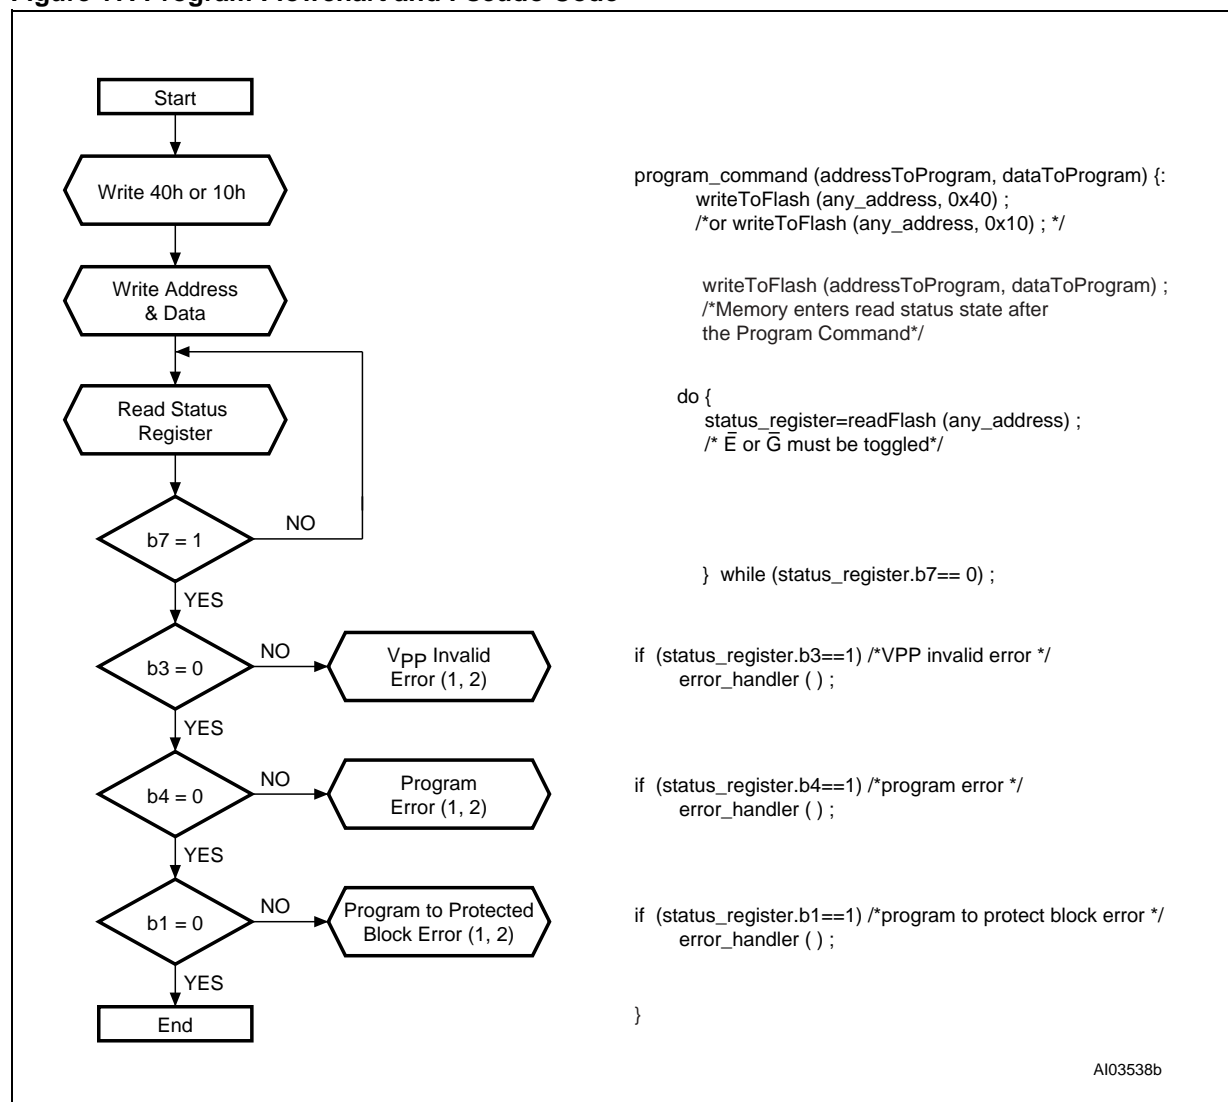 Start
Write 40h or 10h
program_command (addressToProgram, dataToProgram) {:
writeToFlash (any_address, 0x40) ;
/*or writeToFlash (any_address, 0x10) ; */
Write Address
& Data
writeToFlash (addressToProgram, dataToProgram) ;
/*Memory enters read status state after
the Program Command*/
Read Status
Register
do {
status_register=readFlash (any_address) ;
/* E̅ or G̅ must be toggled*/
b7 = 1
NO
} while (status_register.b7== 0) ;
YES
b3 = 0
NO
VPP Invalid
Error (1, 2)
if (status_register.b3==1) /*VPP invalid error */
error_handler ( ) ;
YES
b4 = 0
NO
Program
Error (1, 2)
if (status_register.b4==1) /*program error */
error_handler ( ) ;
YES
b1 = 0
NO
Program to Protected
Block Error (1, 2)
if (status_register.b1==1) /*program to protect block error */
error_handler ( ) ;
YES
End
}
AI03538b